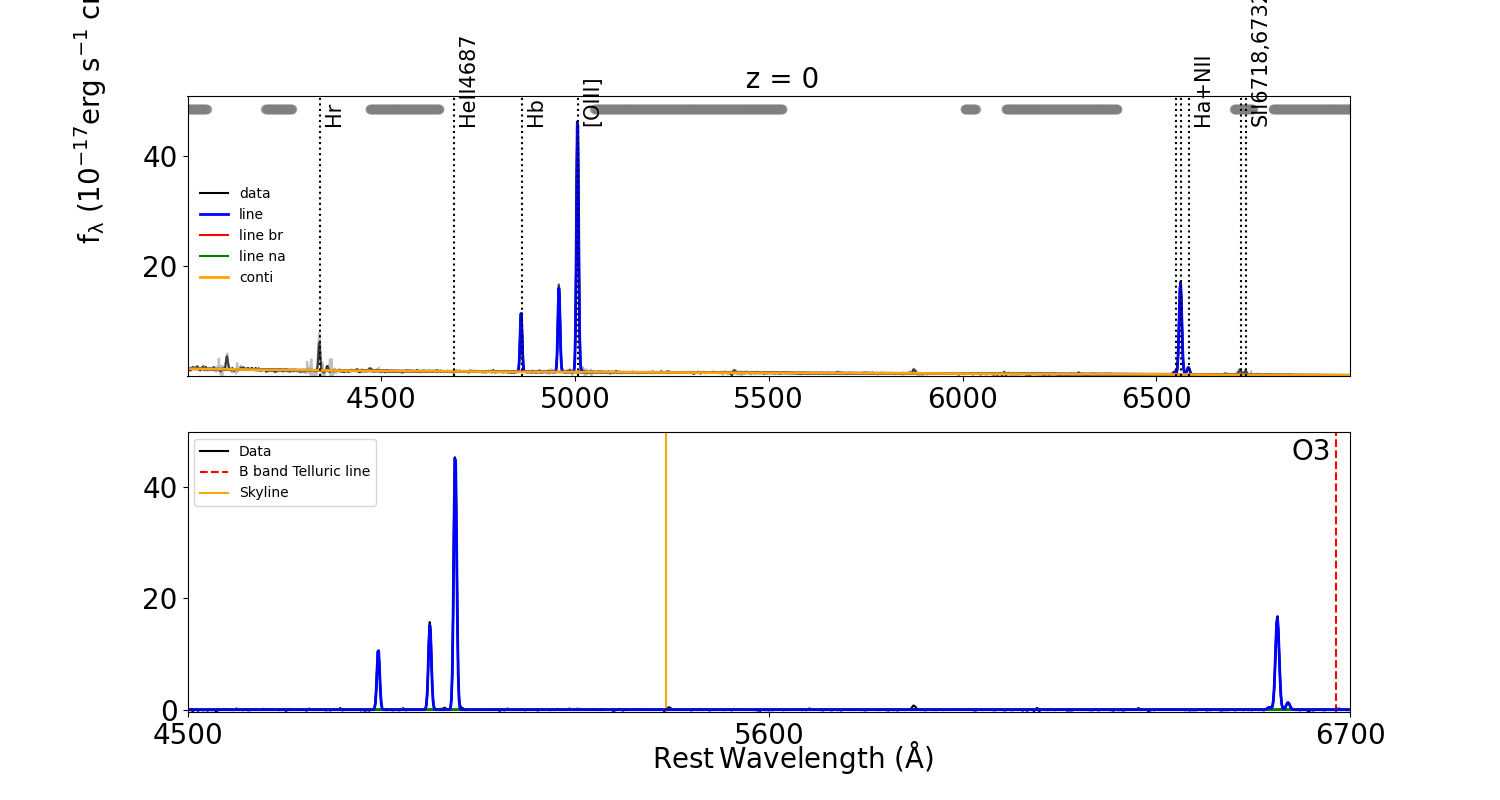 z = 0
f_λ (10^−17 erg s^−1
Hr
HeII4687
Hb
[OIII]
Ha+NII
SII6718,6732
40
20
data
line
line br
line na
conti
4500 5000 5500 6000 6500
Data
B band Telluric line
Skyline
O3
40
20
0
4500 5600 6700
Rest Wavelength (Å)